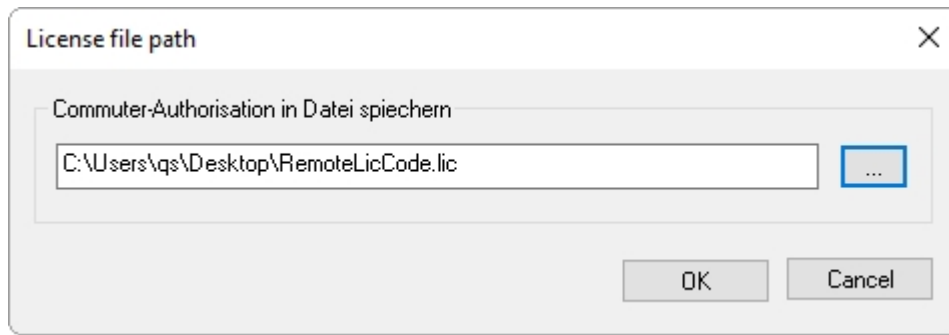 License file path
Commuter-Authorisation in Datei spiechern
C:\Users\qs\Desktop\RemoteLicCode.lic
...
OK Cancel